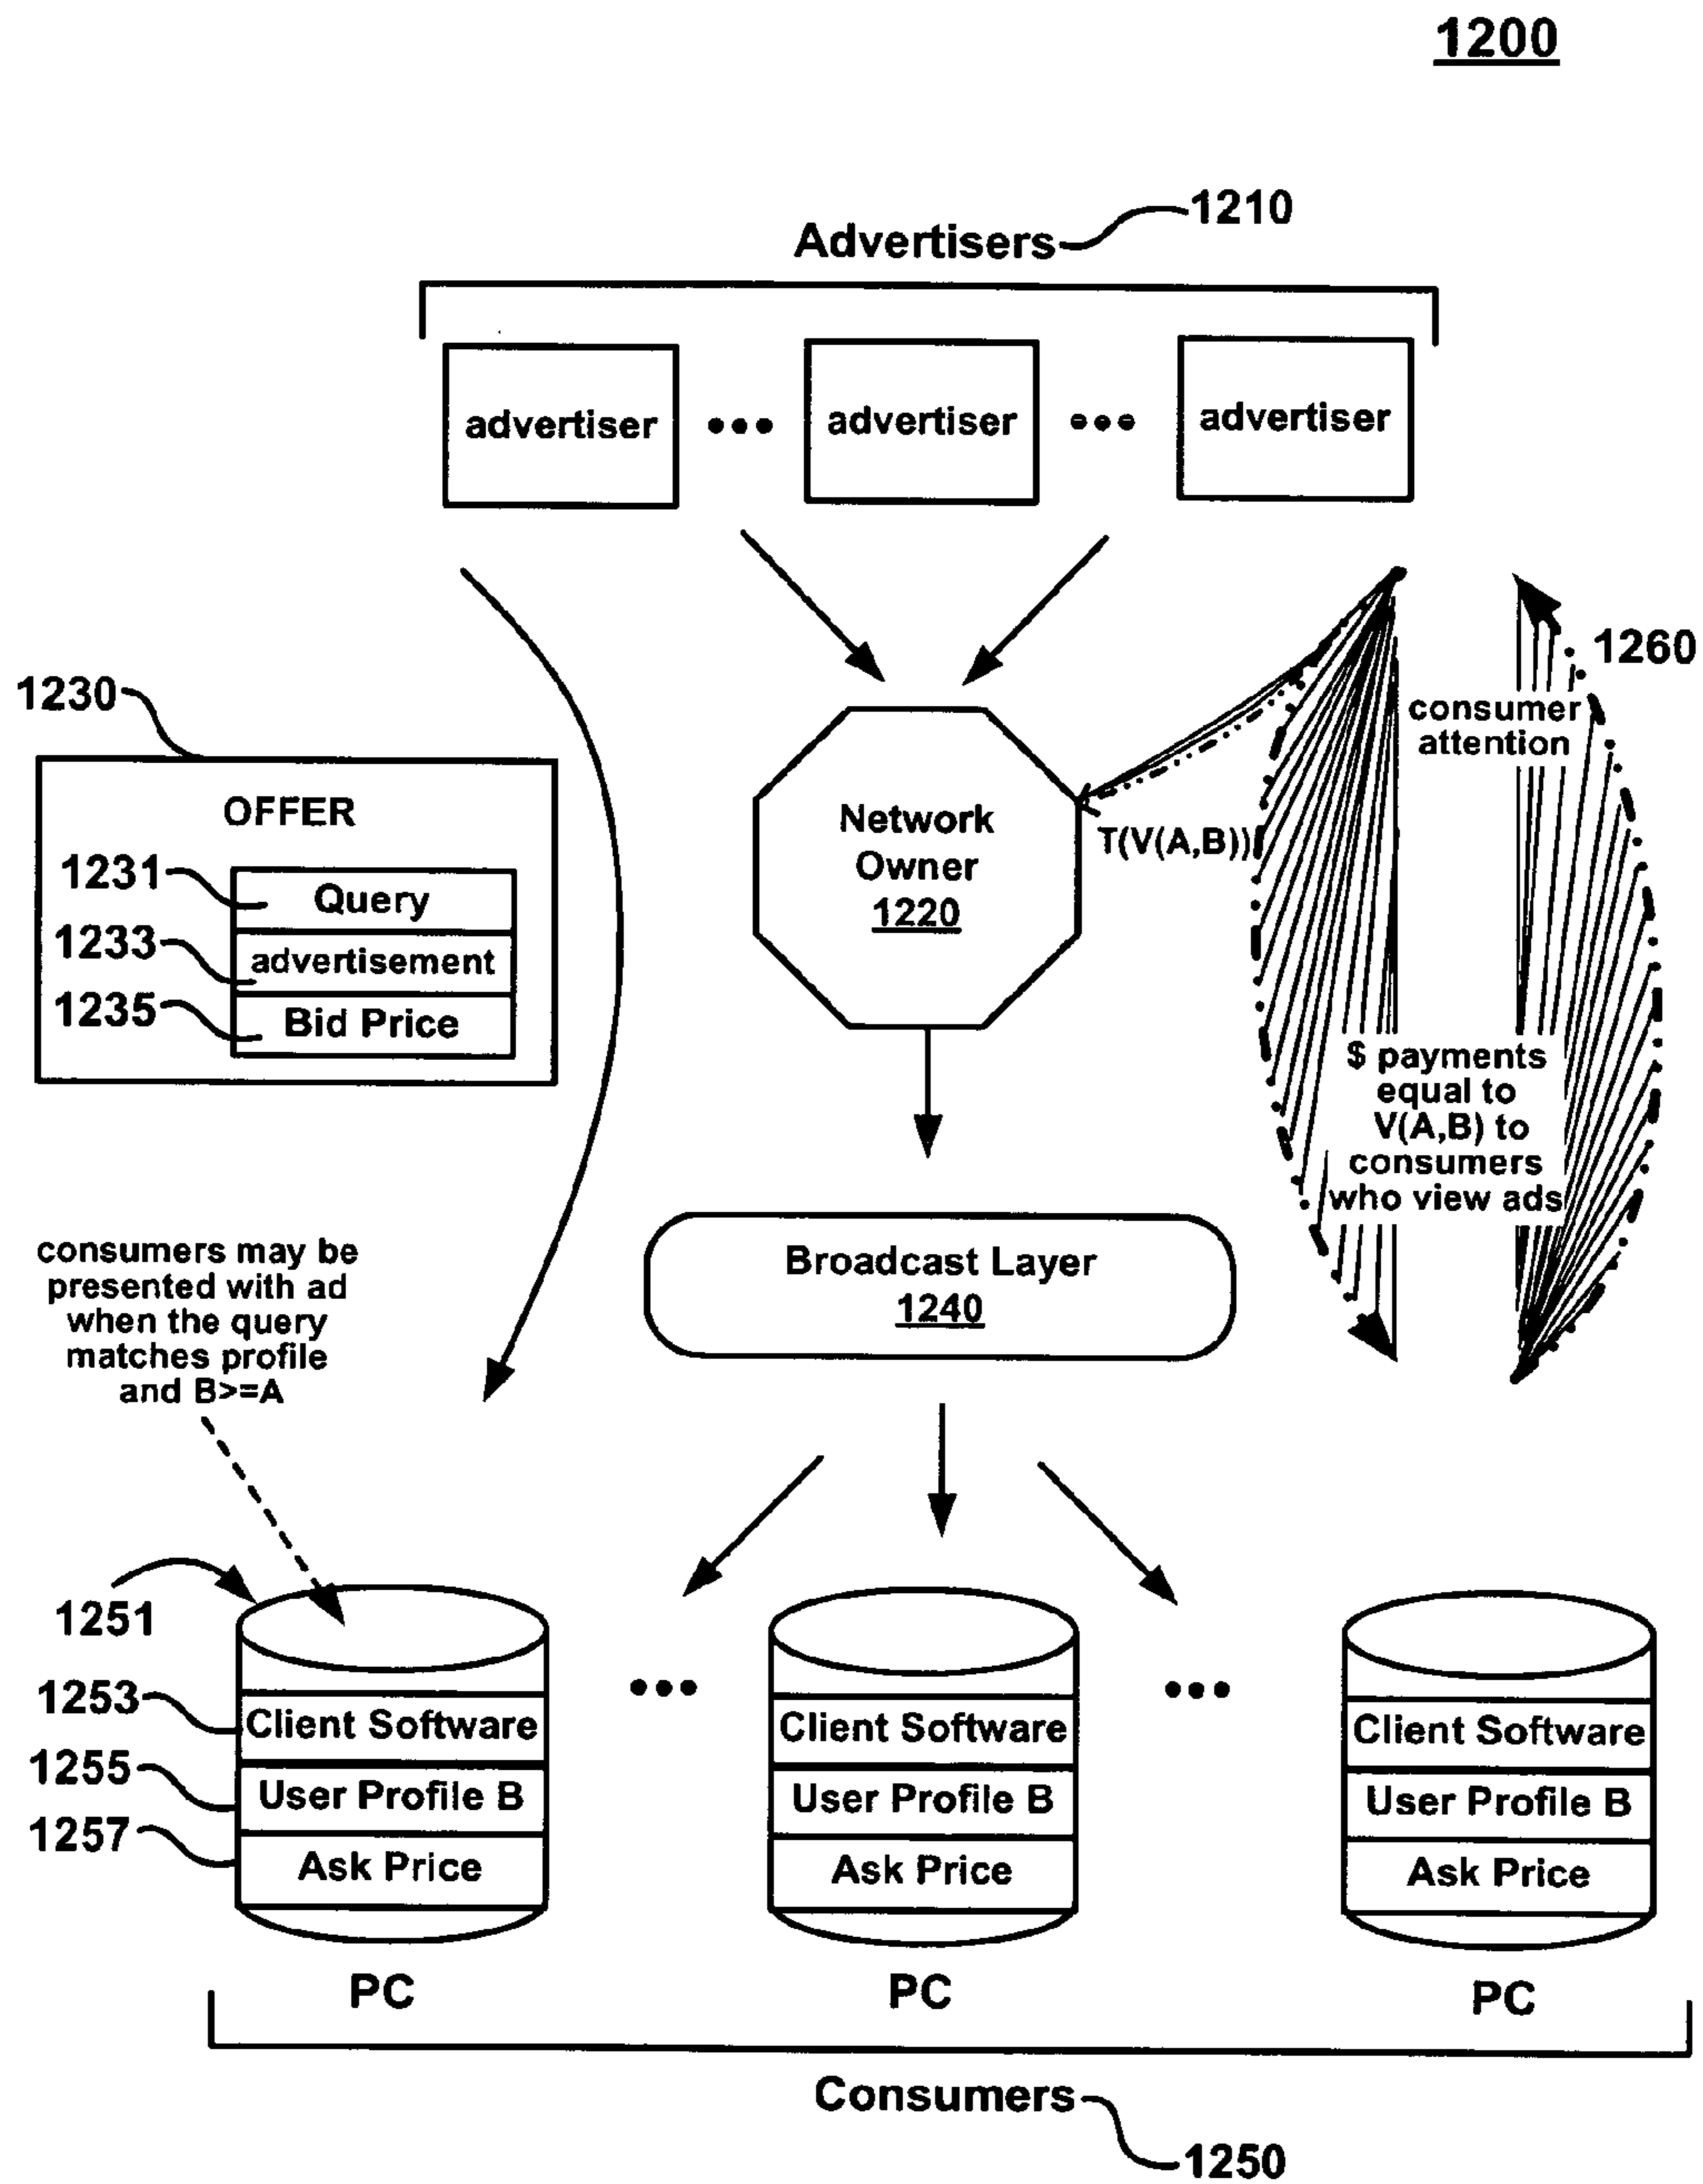 1200
1210
Advertisers
advertiser ••• advertiser ••• advertiser
1260
consumer
attention
1230
OFFER
1231
Query
1233
advertisement
1235
Bid Price
Network
Owner
1220
T(V(A,B))
$ payments
equal to
V(A,B) to
consumers
who view ads
Broadcast Layer
1240
consumers may be
presented with ad
when the query
matches profile
and B>=A
1251
1253
Client Software
1255
User Profile B
1257
Ask Price
PC
•••
Client Software
User Profile B
Ask Price
PC
•••
Client Software
User Profile B
Ask Price
PC
Consumers
1250